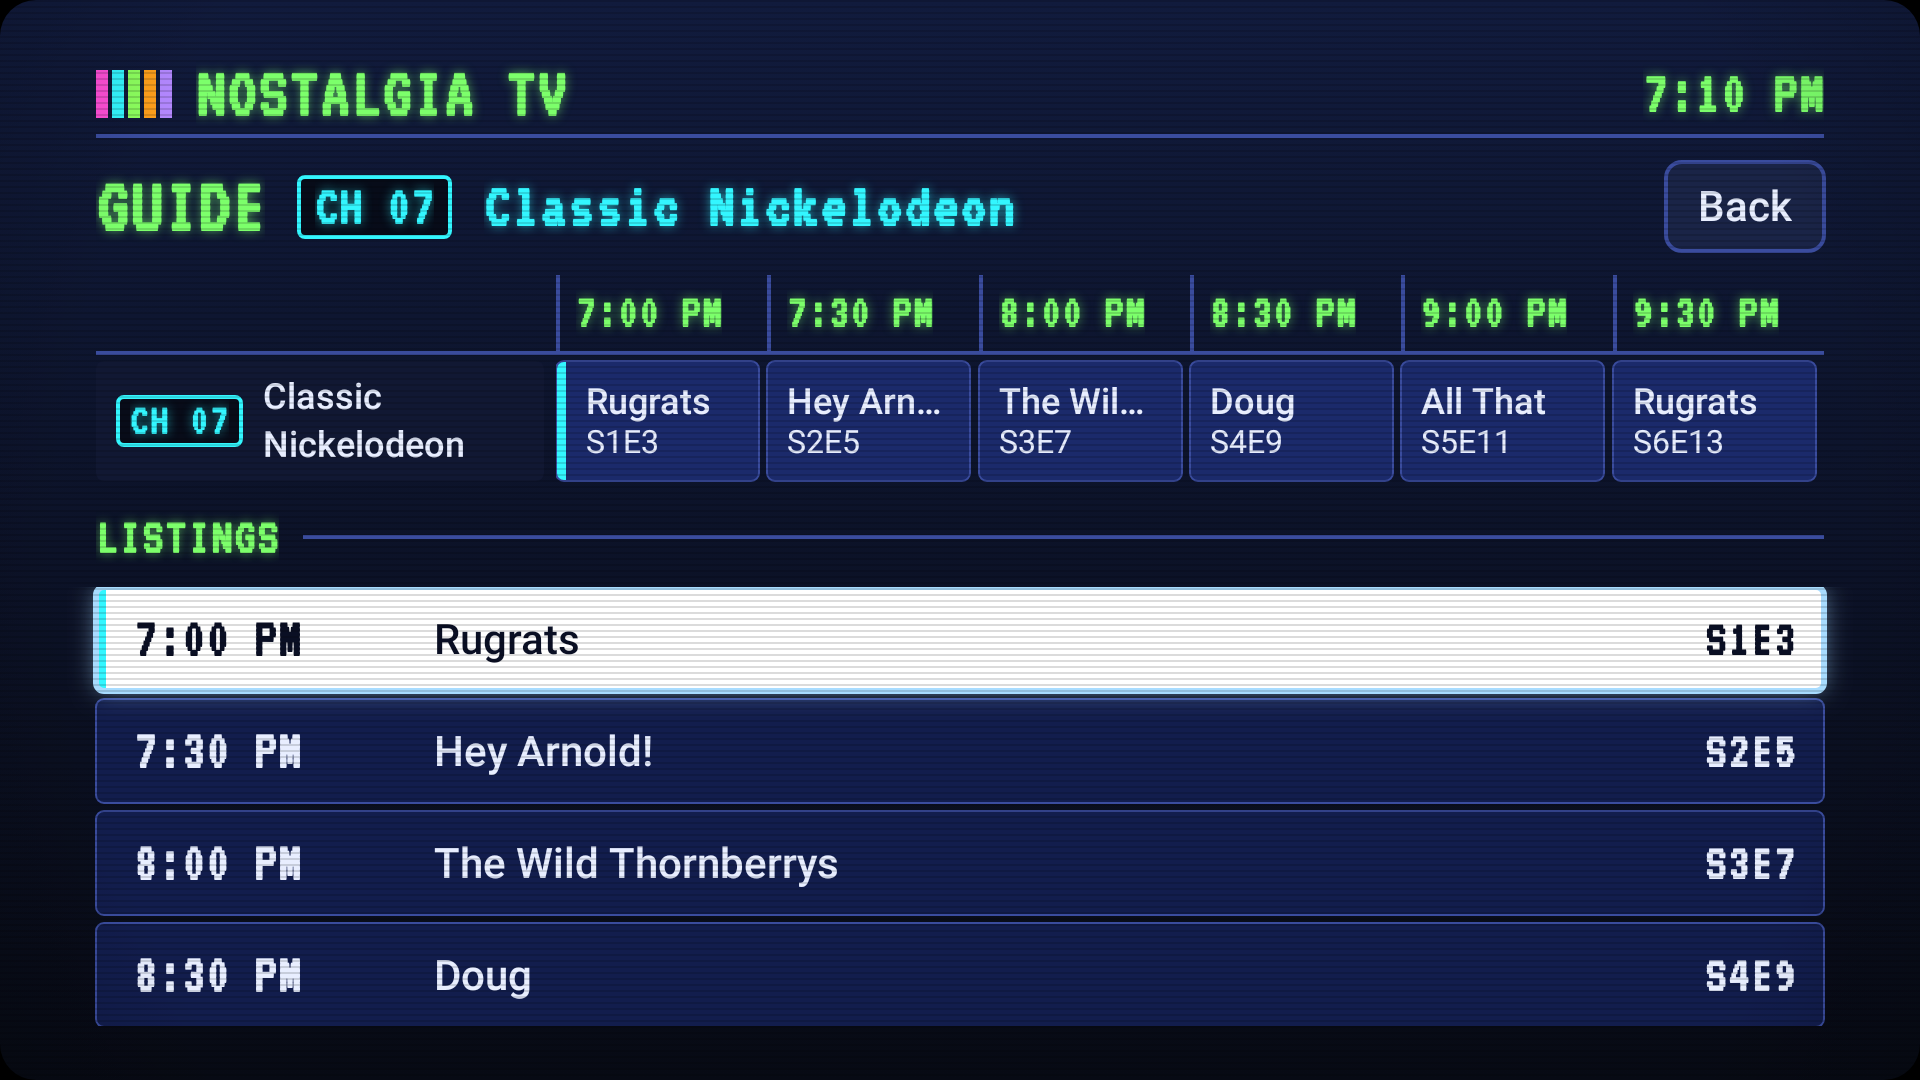 NOSTALGIA TV
7:10 PM
GUIDE CH 07 Classic Nickelodeon
Back
7:00 PM 7:30 PM 8:00 PM 8:30 PM 9:00 PM 9:30 PM
CH 07
Classic
Nickelodeon
Rugrats
S1E3
Hey Arn...
S2E5
The Wil...
S3E7
Doug
S4E9
All That
S5E11
Rugrats
S6E13
LISTINGS
7:00 PM Rugrats S1E3
7:30 PM Hey Arnold! S2E5
8:00 PM The Wild Thornberrys S3E7
8:30 PM Doug S4E9